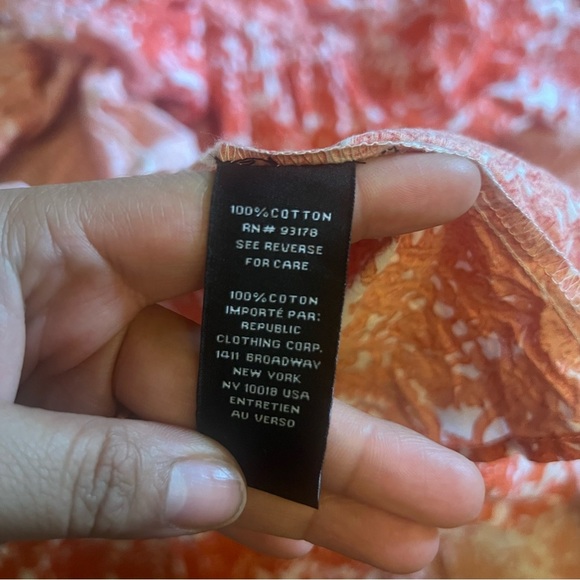 100% COTTON
RN# 93178
SEE REVERSE
FOR CARE
100% COTON
IMPORTÉ PAR:
REPUBLIC
CLOTHING CORP.
1411 BROADWAY
NEW YORK
NV 10018 USA
ENTRETIEN
AU VERSO